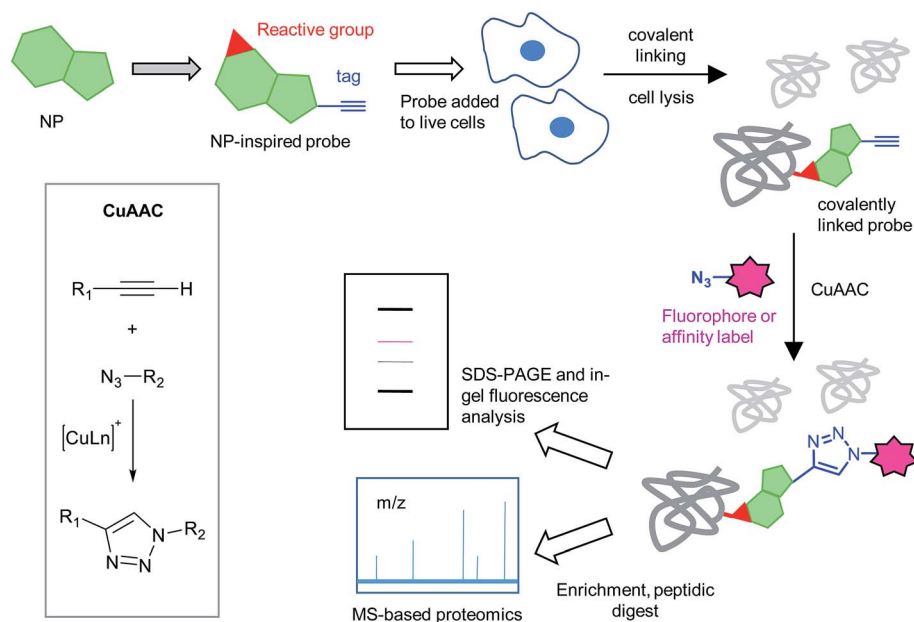 NP
Reactive group
tag
NP-inspired probe
Probe added
to live cells
covalent
linking
cell lysis
covalently
linked probe
N₃
CuAAC
Fluorophore or
affinity label
CuAAC
R₁
H
+
N₃—R₂
[CuLn]⁺
R₁
N
R₂
N
N
SDS-PAGE and in-
gel fluorescence
analysis
N
N
N
m/z
MS-based proteomics
Enrichment, peptidic
digest